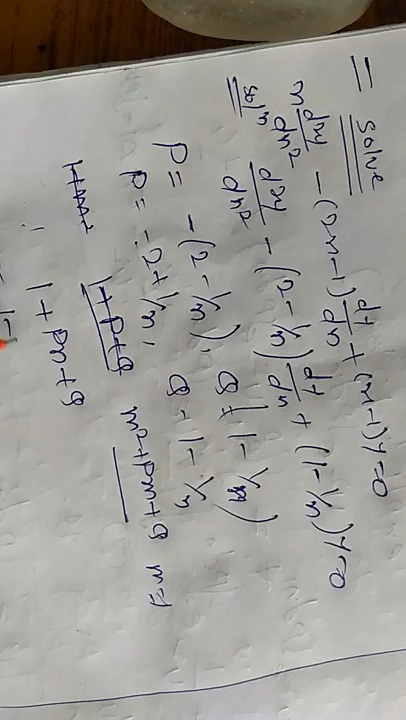 = Solve
x d²y/dx² - (2x-1) dy/dx + (x-1)y=0
Soln d²y/dx² - (2 - 1/x) dy/dx + (1 - 1/x)y=0
P = -(2 - 1/x), Q = (1 - 1/x)
P = -2 + 1/x, Q = 1 - 1/x
1+P+Q m²+Pm+Q m=1
1 + Pm+Q